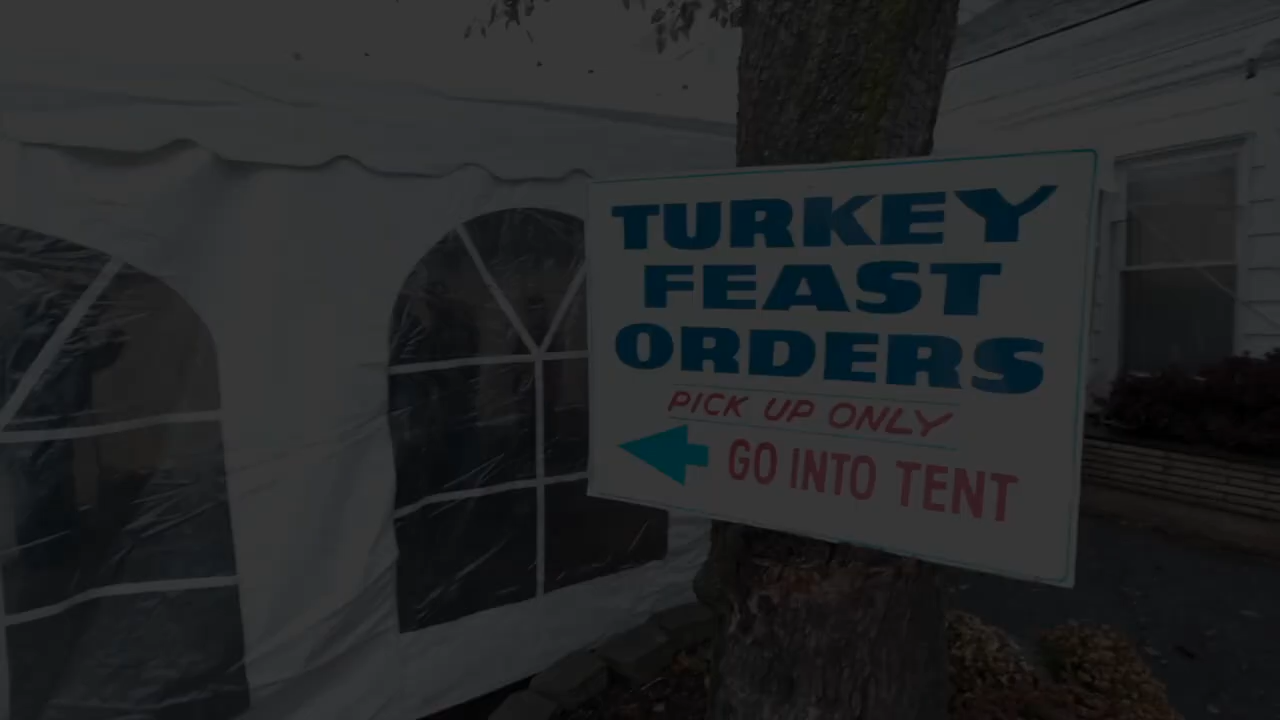 TURKEY
FEAST
ORDERS
PICK UP ONLY
GO INTO TENT